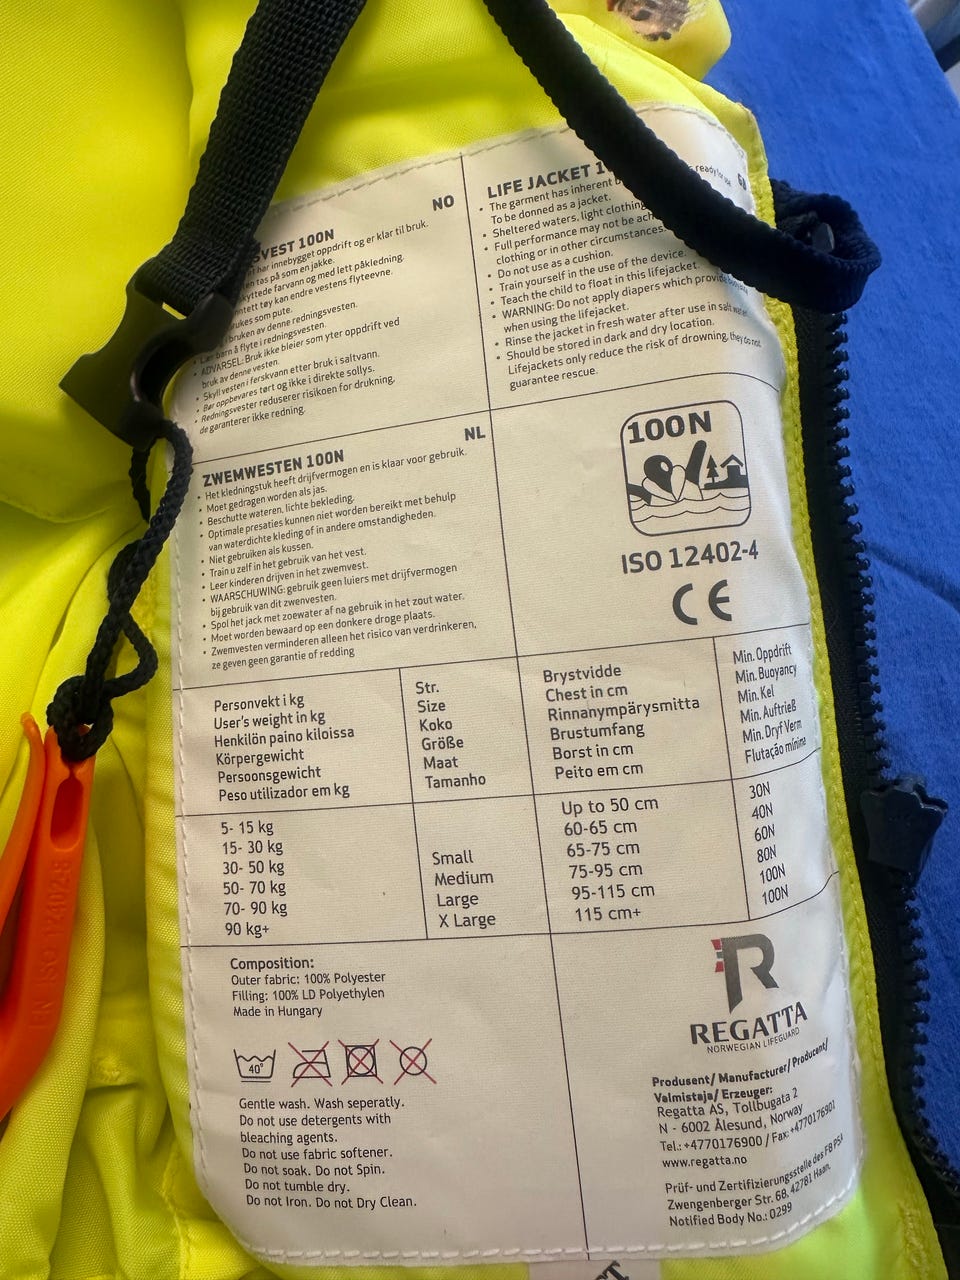 SVEST 100N NO
har innebygget oppdrift og er klar til bruk.
tas på som en jakke.
skyttede farvann og med lett påkledning.
tett tøy kan endre vestens flyteevne.
rukes som pute.
i bruken av denne redningsvesten.
barn å flyte i redningsvesten.
• ADVARSEL: Bruk ikke bleier som yter oppdrift ved
bruk av denne vesten.
• Skyll vesten i ferskvann etter bruk i saltvann.
• Bør oppbevares tørt og ikke i direkte sollys.
• Redningsvester reduserer risikoen for drukning,
de garanterer ikke redning.
LIFE JACKET 1
• The garment has inherent ready for use
To be donned as a jacket.
• Sheltered waters, light clothing
• Full performance may not be
clothing or in other circumstances.
• Do not use as a cushion.
• Train yourself in the use of the device.
• Teach the child to float in this lifejacket.
• WARNING: Do not apply diapers which provide
when using the lifejacket.
• Rinse the jacket in fresh water after use in salt water
• Should be stored in dark and dry location.
Lifejackets only reduce the risk of drowning, they do not
guarantee rescue.
ZWEMWESTEN 100N NL
• Het kledningstuk heeft drijfvermogen en is klaar voor gebruik.
• Moet gedragen worden als jas.
• Beschutte wateren, lichte bekleding.
• Optimale presaties kunnen niet worden bereikt met behulp
van waterdichte kleding of in andere omstandigheden.
• Niet gebruiken als kussen.
• Train u zelf in het gebruik van het vest.
• Leer kinderen drijven in het zwemvest.
• WAARSCHUWING: gebruik geen luiers met drijfvermogen
bij gebruik van dit zwenvesten.
• Spol het jack met zoewater af na gebruik in het zout water.
• Moet worden bewaard op een donkere droge plaats.
• Zwemvesten verminderen alleen het risico van verdrinkeren,
ze geven geen garantie of redding
100N
ISO 12402-4
CE
Personvekt i kg
User's weight in kg
Henkilön paino kiloissa
Körpergewicht
Persoonsgewicht
Peso utilizador em kg
Str.
Size
Koko
Größe
Maat
Tamanho
Brystvidde
Chest in cm
Rinnanympärysmitta
Brustumfang
Borst in cm
Peito em cm
Min. Oppdrift
Min. Buoyancy
Min. Kel
Min. Auftrieß
Min. Dryf Verm
Flutação mínima
5- 15 kg Up to 50 cm 30N
15- 30 kg 60-65 cm 40N
30- 50 kg Small 65-75 cm 60N
50- 70 kg Medium 75-95 cm 80N
70- 90 kg Large 95-115 cm 100N
90 kg+ X Large 115 cm+ 100N
Composition:
Outer fabric: 100% Polyester
Filling: 100% LD Polyethylen
Made in Hungary
40°
Gentle wash. Wash seperatly.
Do not use detergents with
bleaching agents.
Do not use fabric softener.
Do not soak. Do not Spin.
Do not tumble dry.
Do not Iron. Do not Dry Clean.
R
REGATTA
NORWEGIAN LIFEGUARD
Produsent/ Manufacturer/ Producent/
Valmistaja/ Erzeuger:
Regatta AS, Tollbugata 2
N - 6002 Ålesund, Norway
Tel.: +4770176900 / Fax: +4770176901
www.regatta.no
Prüf- und Zertifizierungsstelle des FB PSA
Zwengenberger Str. 68, 42781 Haan,
Notified Body No.: 0299
EN ISO 12402-8